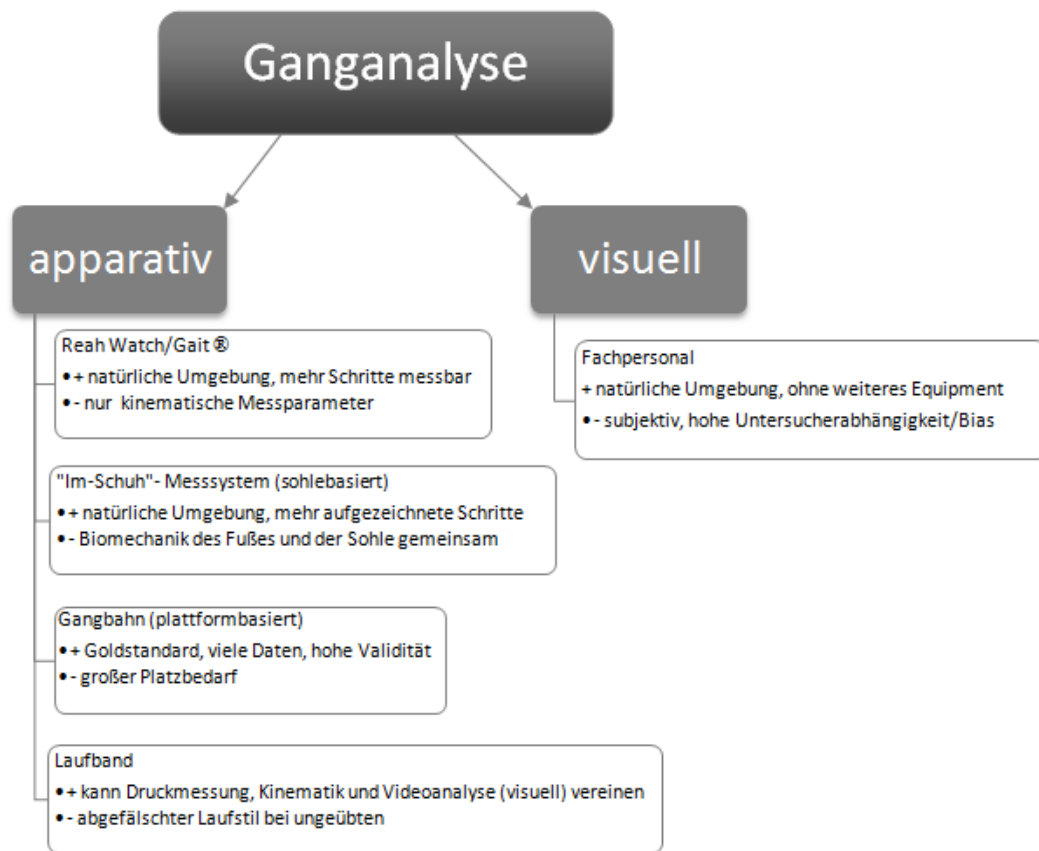 Ganganalyse
apparativ
visuell
Reah Watch/Gait ®
•+ natürliche Umgebung, mehr Schritte messbar
•- nur kinematische Messparameter
"Im-Schuh"- Messsystem (sohlebasiert)
•+ natürliche Umgebung, mehr aufgezeichnete Schritte
•- Biomechanik des Fußes und der Sohle gemeinsam
Gangbahn (plattformbasiert)
•+ Goldstandard, viele Daten, hohe Validität
•- großer Platzbedarf
Laufband
•+ kann Druckmessung, Kinematik und Videoanalyse (visuell) vereinen
•- abgefälschter Laufstil bei ungeübten
Fachpersonal
+ natürliche Umgebung, ohne weiteres Equipment
•- subjektiv, hohe Untersucherabhängigkeit/Bias